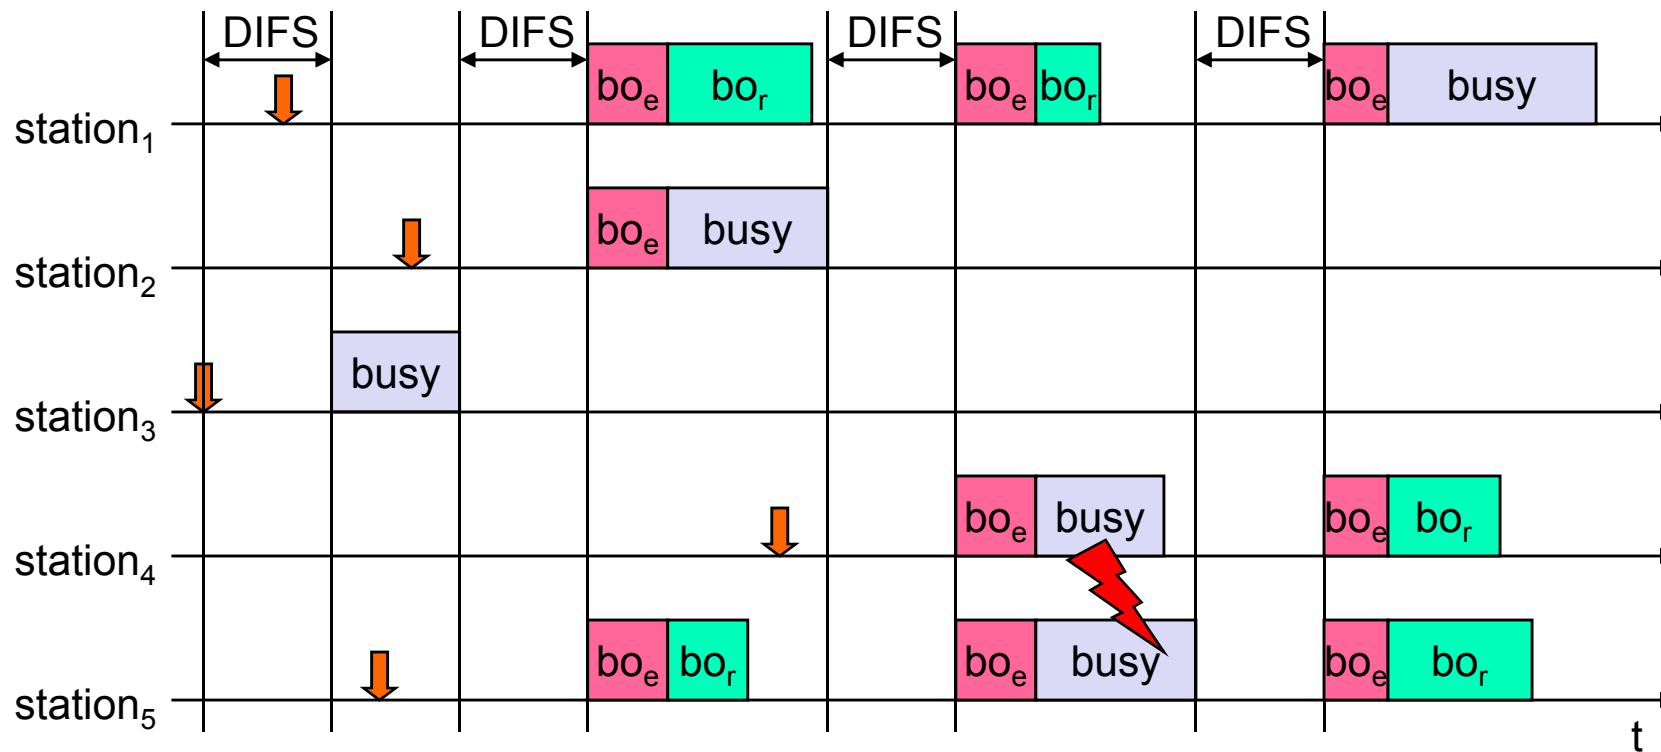 DIFS DIFS DIFS DIFS
station₁ boₑ boᵣ boₑ boᵣ boₑ busy
station₂ boₑ busy
station₃ busy
station₄ boₑ busy boₑ boᵣ
station₅ boₑ boᵣ boₑ busy boₑ boᵣ
t